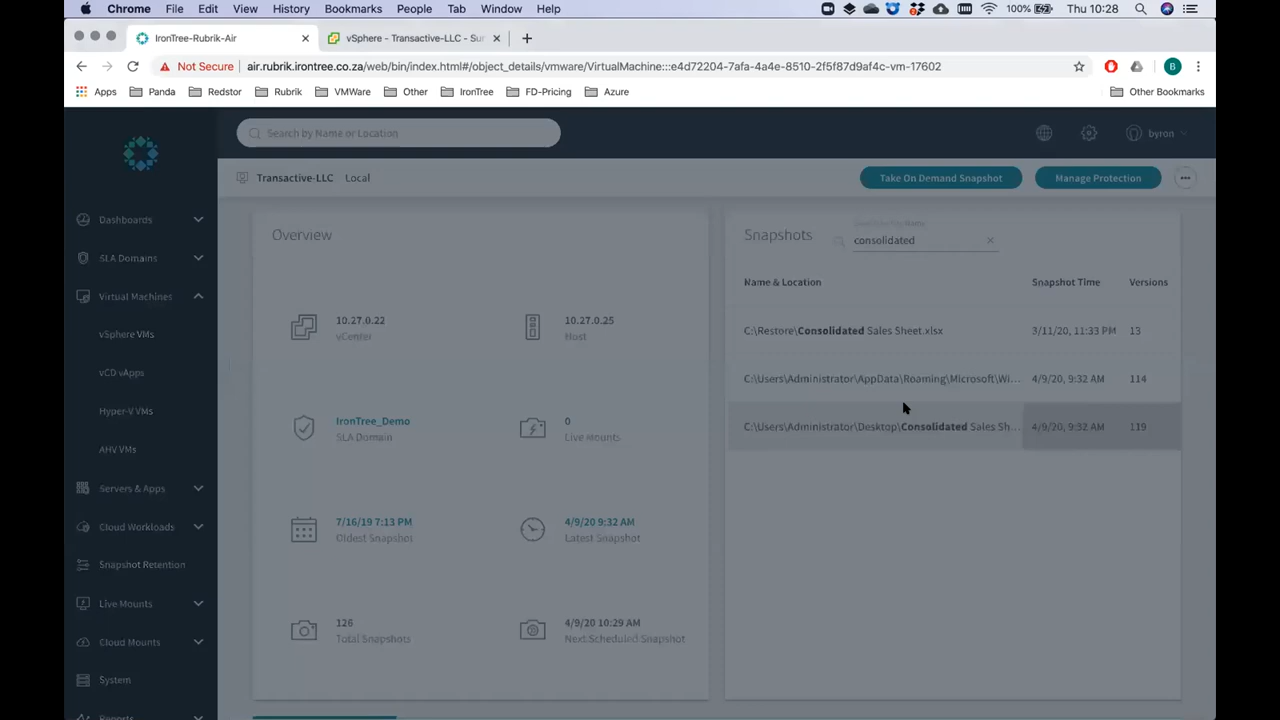 Chrome File Edit View History Bookmarks People Tab Window Help 100% Thu 10:28
IronTree-Rubrik-Air vSphere - Transactive-LLC - Sur
Not Secure air.rubrik.irontree.co.za/web/bin/index.html#/object_details/vmware/VirtualMachine:::e4d72204-7afa-4a4e-8510-2f5f87d9af4c-vm-17602
Apps Panda Redstor Rubrik VMWare Other IronTree FD-Pricing Azure Other Bookmarks
Search by Name or Location byron
Transactive-LLC Local Take On Demand Snapshot Manage Protection
Dashboards
SLA Domains
Virtual Machines
vSphere VMs
vCD vApps
Hyper-V VMs
AHV VMs
Servers & Apps
Cloud Workloads
Snapshot Retention
Live Mounts
Cloud Mounts
System
Reports
Overview
10.27.0.22
vCenter
10.27.0.25
Host
IronTree_Demo
SLA Domain
0
Live Mounts
7/16/19 7:13 PM
Oldest Snapshot
4/9/20 9:32 AM
Latest Snapshot
126
Total Snapshots
4/9/20 10:29 AM
Next Scheduled Snapshot
Snapshots
consolidated
Name & Location Snapshot Time Versions
C:\Restore\Consolidated Sales Sheet.xlsx 3/11/20, 11:33 PM 13
C:\Users\Administrator\AppData\Roaming\Microsoft\Wi... 4/9/20, 9:32 AM 114
C:\Users\Administrator\Desktop\Consolidated Sales Sh... 4/9/20, 9:32 AM 119